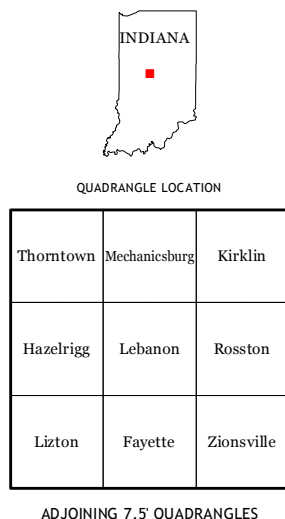 INDIANA
QUADRANGLE LOCATION
Thorntown Mechanicsburg Kirklin
Hazelrigg Lebanon Rosston
Lizton Fayette Zionsville
ADJOINING 7.5' QUADRANGLES